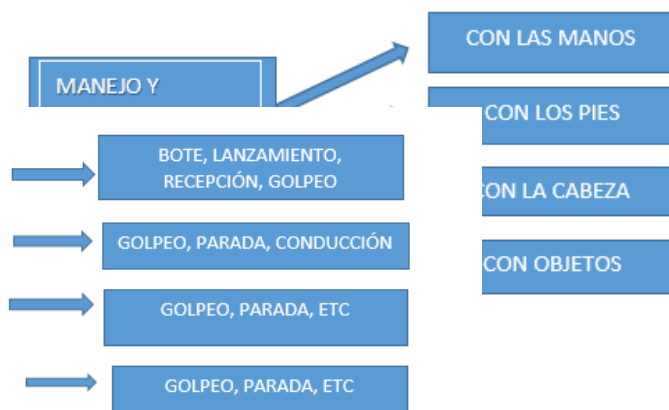 CON LAS MANOS
MANEJO Y
CON LOS PIES
BOTE, LANZAMIENTO,
RECEPCIÓN, GOLPEO
CON LA CABEZA
GOLPEO, PARADA, CONDUCCIÓN
CON OBJETOS
GOLPEO, PARADA, ETC
GOLPEO, PARADA, ETC